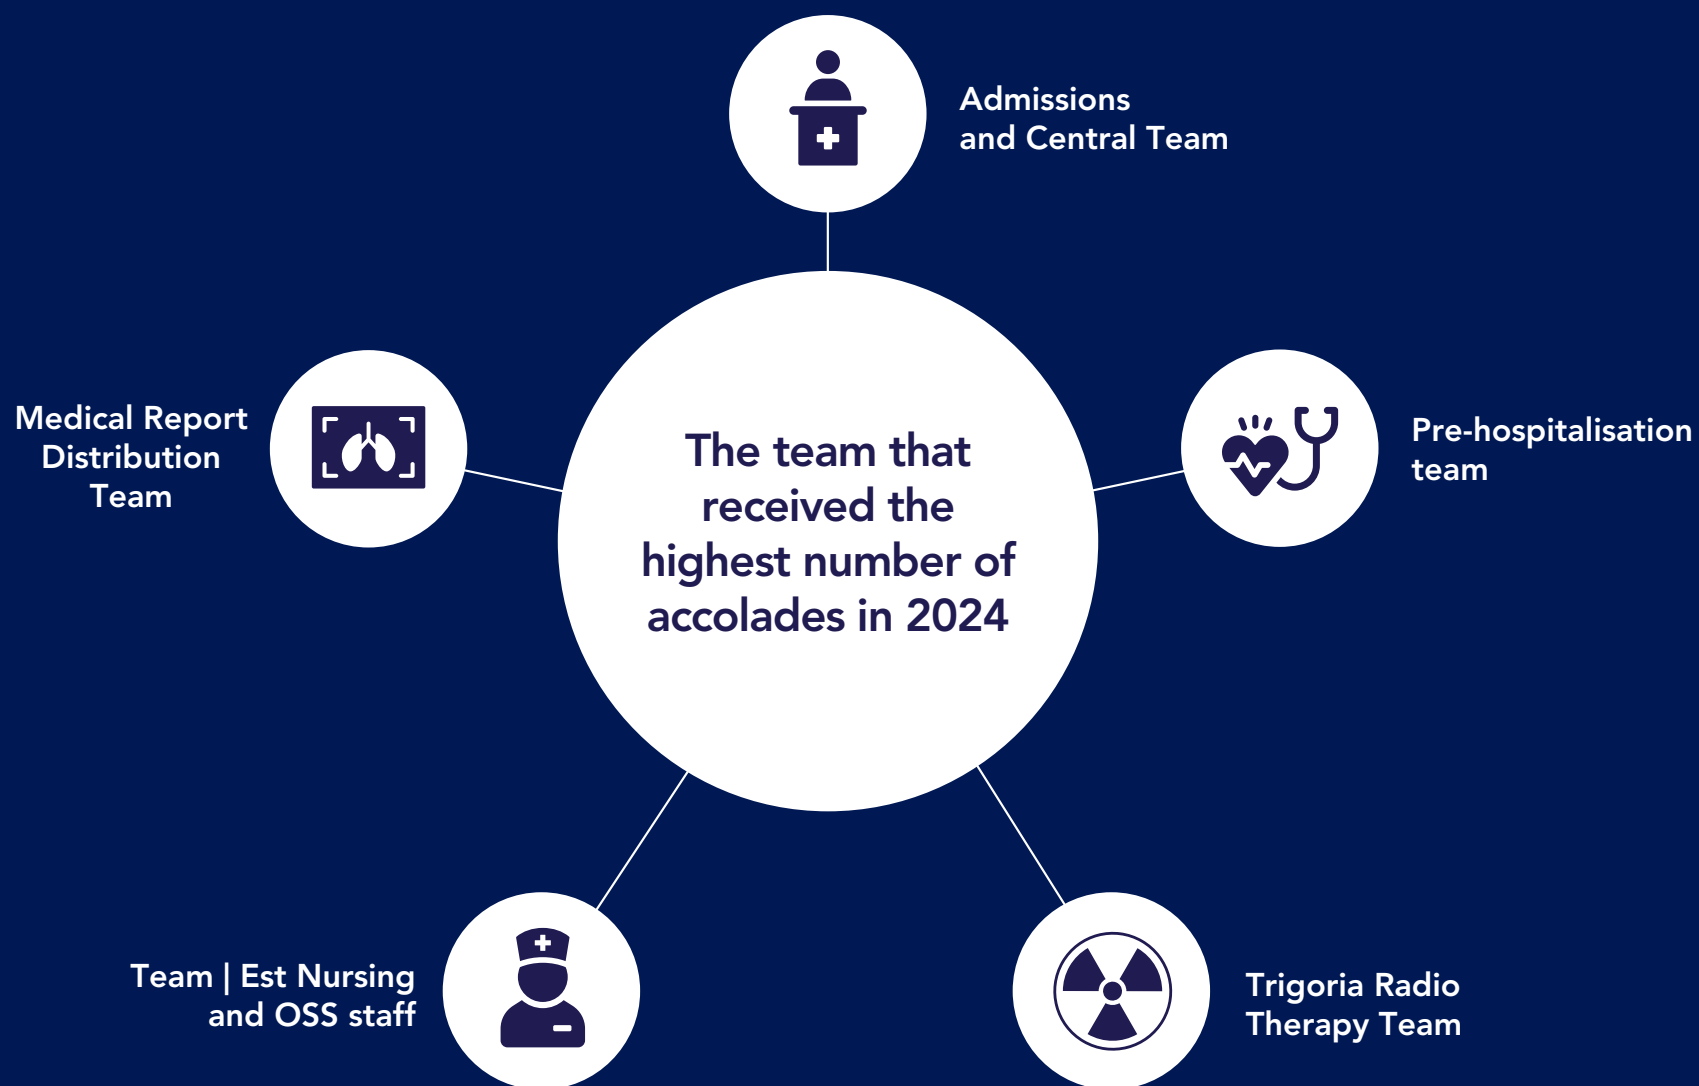 Admissions
and Central Team
Medical Report
Distribution
Team
The team that
received the
highest number of
accolades in 2024
Pre-hospitalisation
team
Team | Est Nursing
and OSS staff
Trigoria Radio
Therapy Team